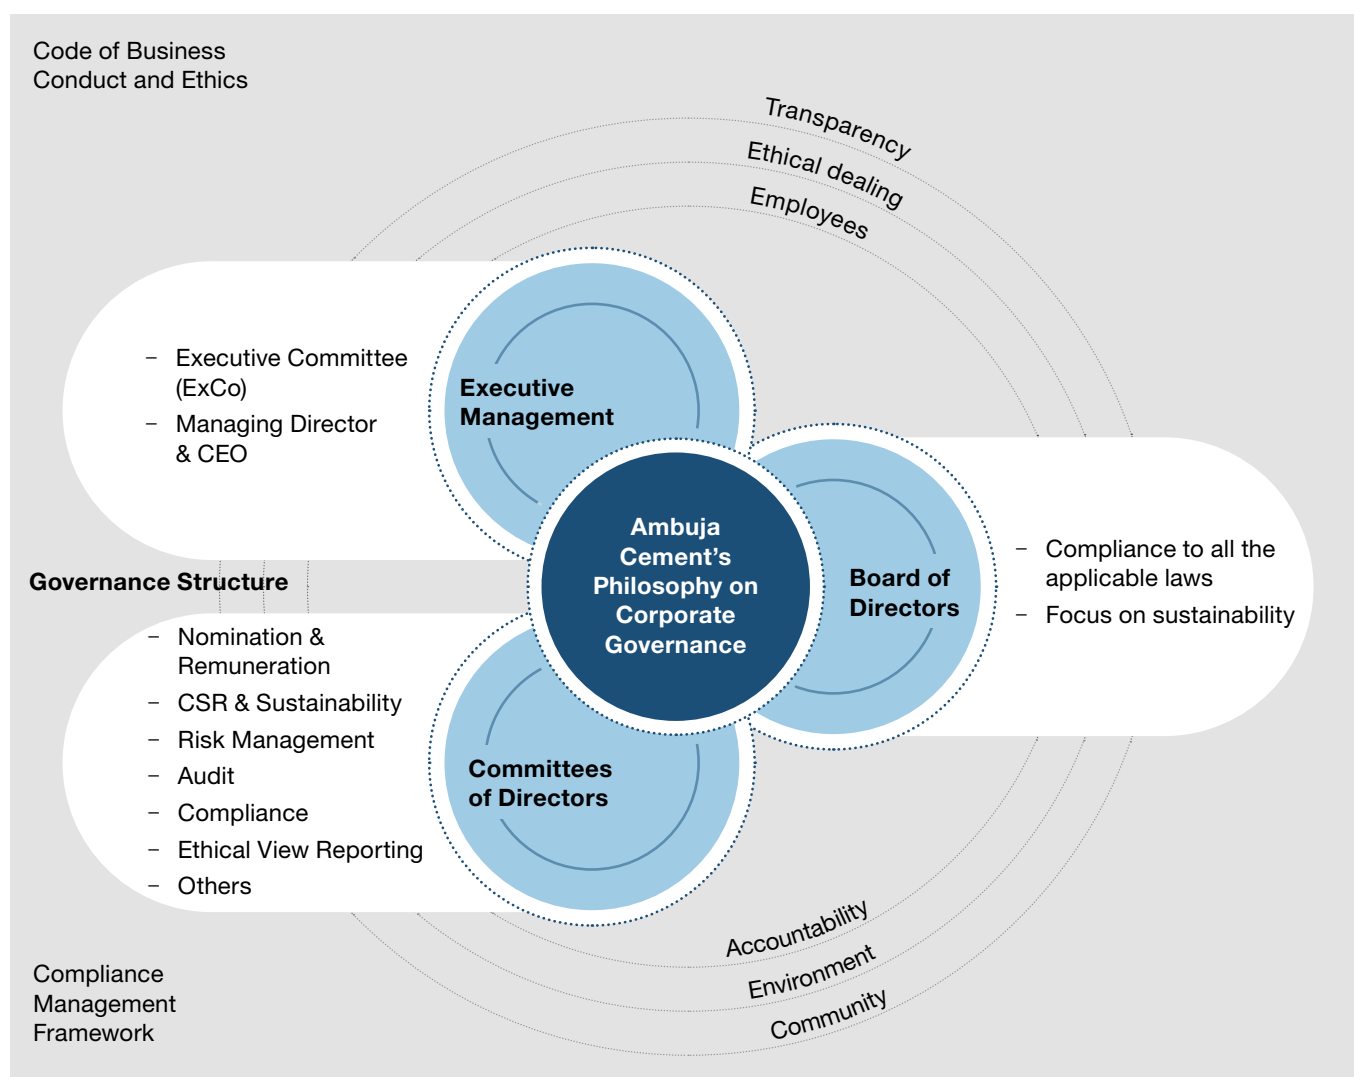 Code of Business
Conduct and Ethics
Transparency
Ethical dealing
Employees
– Executive Committee
(ExCo)
– Managing Director
& CEO
Executive
Management
Governance Structure
Ambuja
Cement’s
Philosophy on
Corporate
Governance
Board of
Directors
– Compliance to all the
applicable laws
– Focus on sustainability
– Nomination &
Remuneration
– CSR & Sustainability
– Risk Management
– Audit
– Compliance
– Ethical View Reporting
– Others
Committees
of Directors
Accountability
Environment
Community
Compliance
Management
Framework